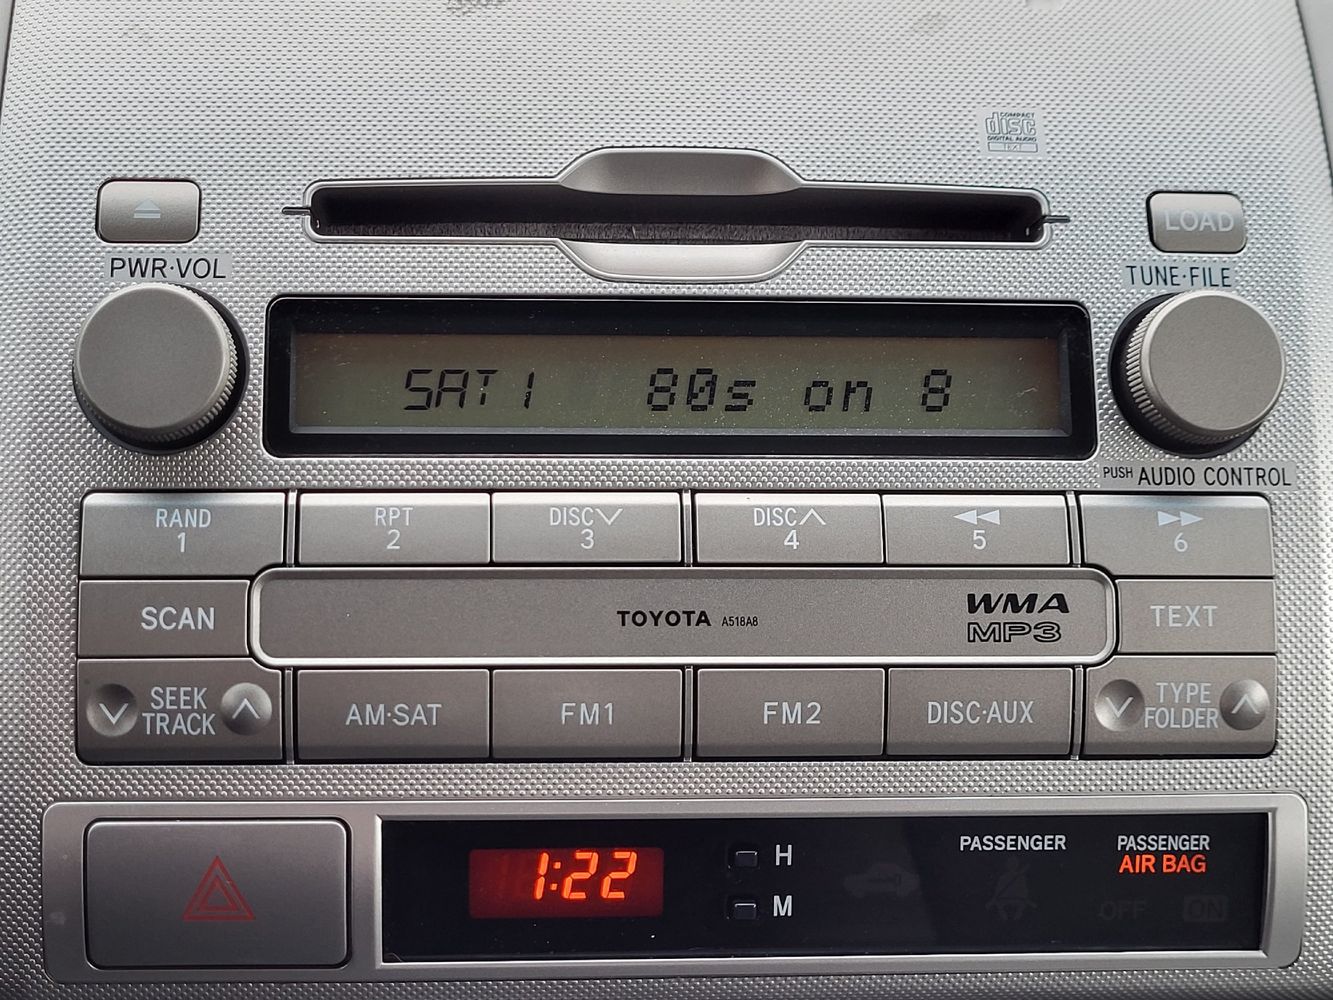 COMPACT
disc
DIGITAL AUDIO
TEXT
LOAD
PWR·VOL
TUNE·FILE
SAT1 80s on 8
PUSH AUDIO CONTROL
RAND
1
RPT
2
DISC
3
DISC
4
5
6
SCAN
TOYOTA A518A8
WMA
MP3
TEXT
SEEK
TRACK
AM·SAT
FM1
FM2
DISC·AUX
TYPE
FOLDER
1:22
H
M
PASSENGER
PASSENGER
AIR BAG
OFF
ON